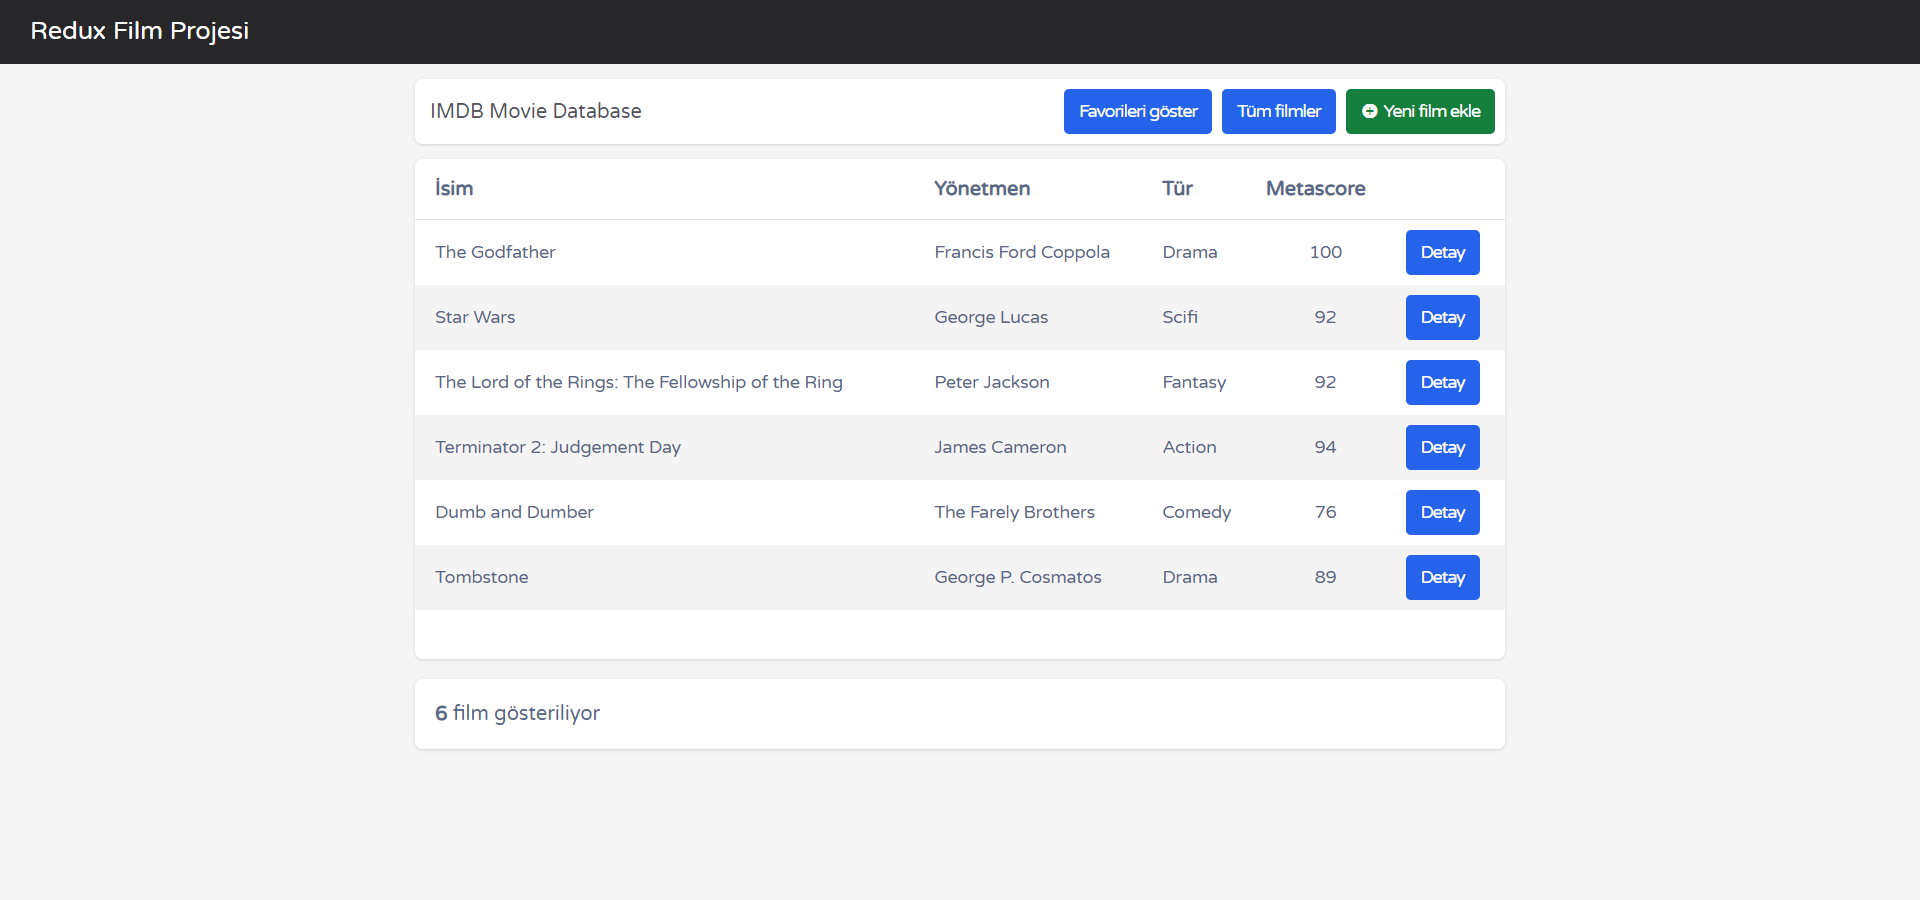 Redux Film Projesi
IMDB Movie Database Favorileri göster Tüm filmler Yeni film ekle
İsim Yönetmen Tür Metascore
The Godfather Francis Ford Coppola Drama 100 Detay
Star Wars George Lucas Scifi 92 Detay
The Lord of the Rings: The Fellowship of the Ring Peter Jackson Fantasy 92 Detay
Terminator 2: Judgement Day James Cameron Action 94 Detay
Dumb and Dumber The Farely Brothers Comedy 76 Detay
Tombstone George P. Cosmatos Drama 89 Detay
6 film gösteriliyor